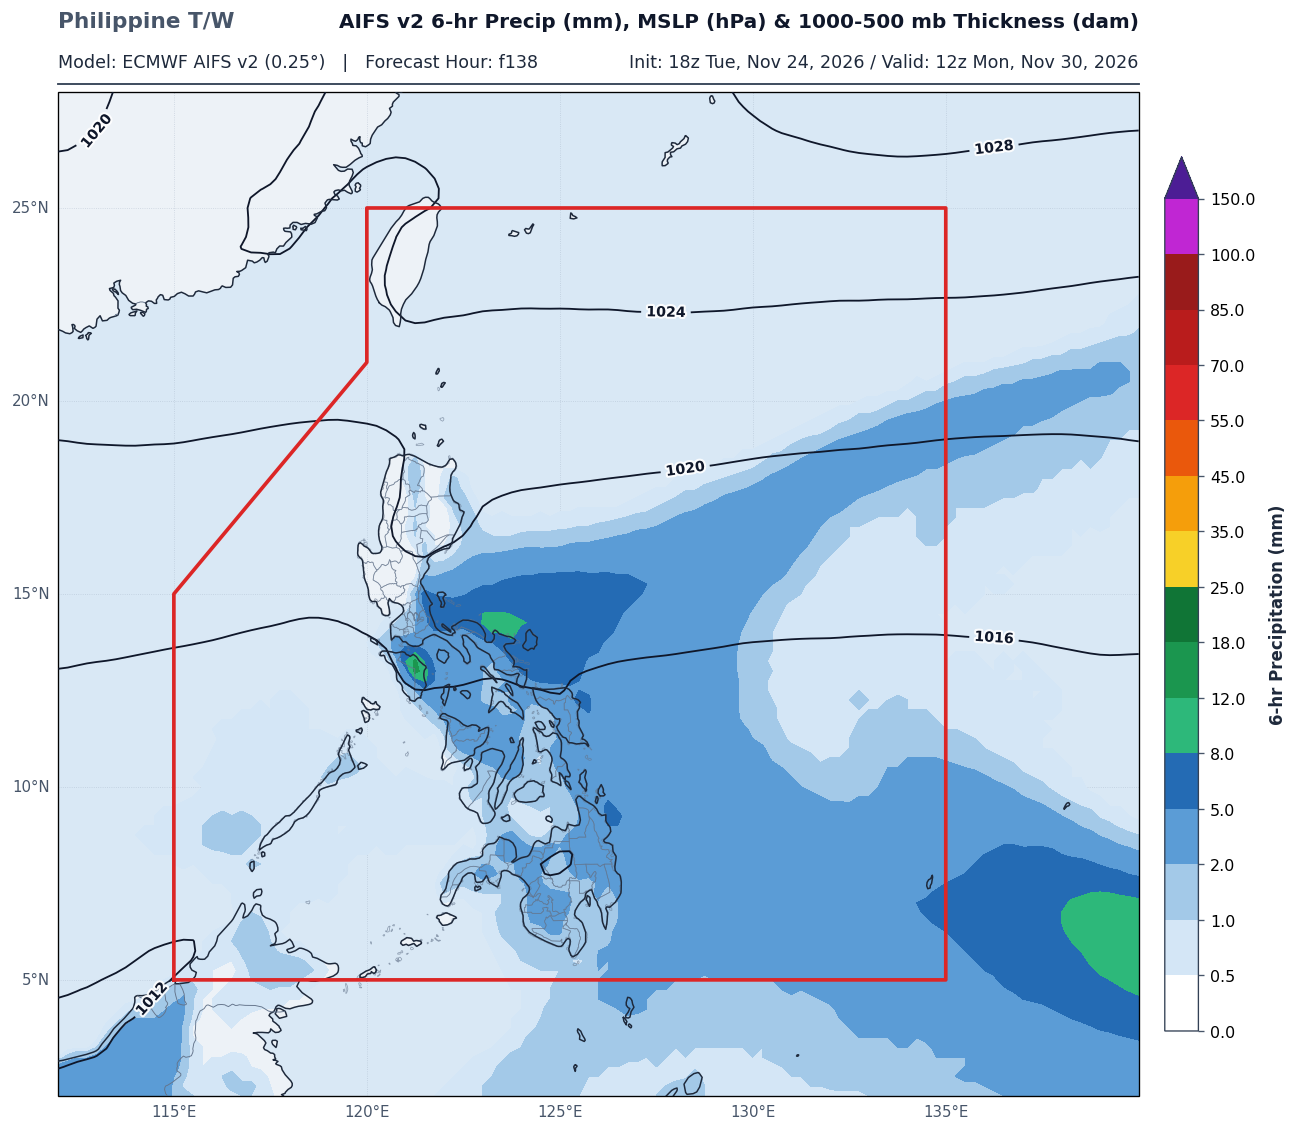 Philippine T/W
AIFS v2 6-hr Precip (mm), MSLP (hPa) & 1000-500 mb Thickness (dam)
Model: ECMWF AIFS v2 (0.25°)   |   Forecast Hour: f138
Init: 18z Tue, Nov 24, 2026 / Valid: 12z Mon, Nov 30, 2026
1020
1028
1024
1020
1016
1012
25°N
20°N
15°N
10°N
5°N
115°E
120°E
125°E
130°E
135°E
150.0
100.0
85.0
70.0
55.0
45.0
35.0
25.0
18.0
12.0
8.0
5.0
2.0
1.0
0.5
0.0
6-hr Precipitation (mm)